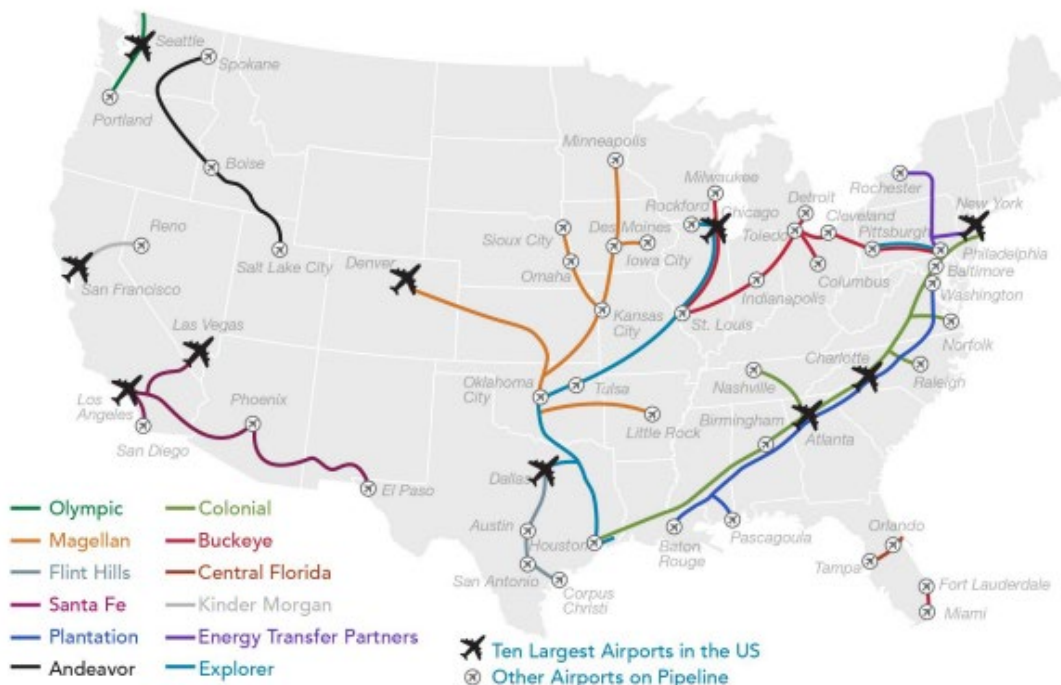 Seattle
Spokane
Portland
Boise
Minneapolis
Milwaukee
Rockford
Chicago
Detroit
Rochester
New York
Cleveland
Toledo
Pittsburgh
Philadelphia
Reno
Salt Lake City
Denver
Sioux City
Des Moines
Iowa City
Omaha
Columbus
Baltimore
Washington
San Francisco
Indianapolis
Las Vegas
Kansas
City
St. Louis
Norfolk
Charlotte
Raleigh
Los
Angeles
Phoenix
Oklahoma
City
Tulsa
Nashville
Birmingham
Atlanta
San Diego
Little Rock
Dallas
El Paso
Austin
Houston
Baton
Rouge
Pascagoula
San Antonio
Corpus
Christi
Orlando
Tampa
Fort Lauderdale
Miami
Olympic
Colonial
Magellan
Buckeye
Flint Hills
Central Florida
Santa Fe
Kinder Morgan
Plantation
Energy Transfer Partners
Andeavor
Explorer
Ten Largest Airports in the US
Other Airports on Pipeline